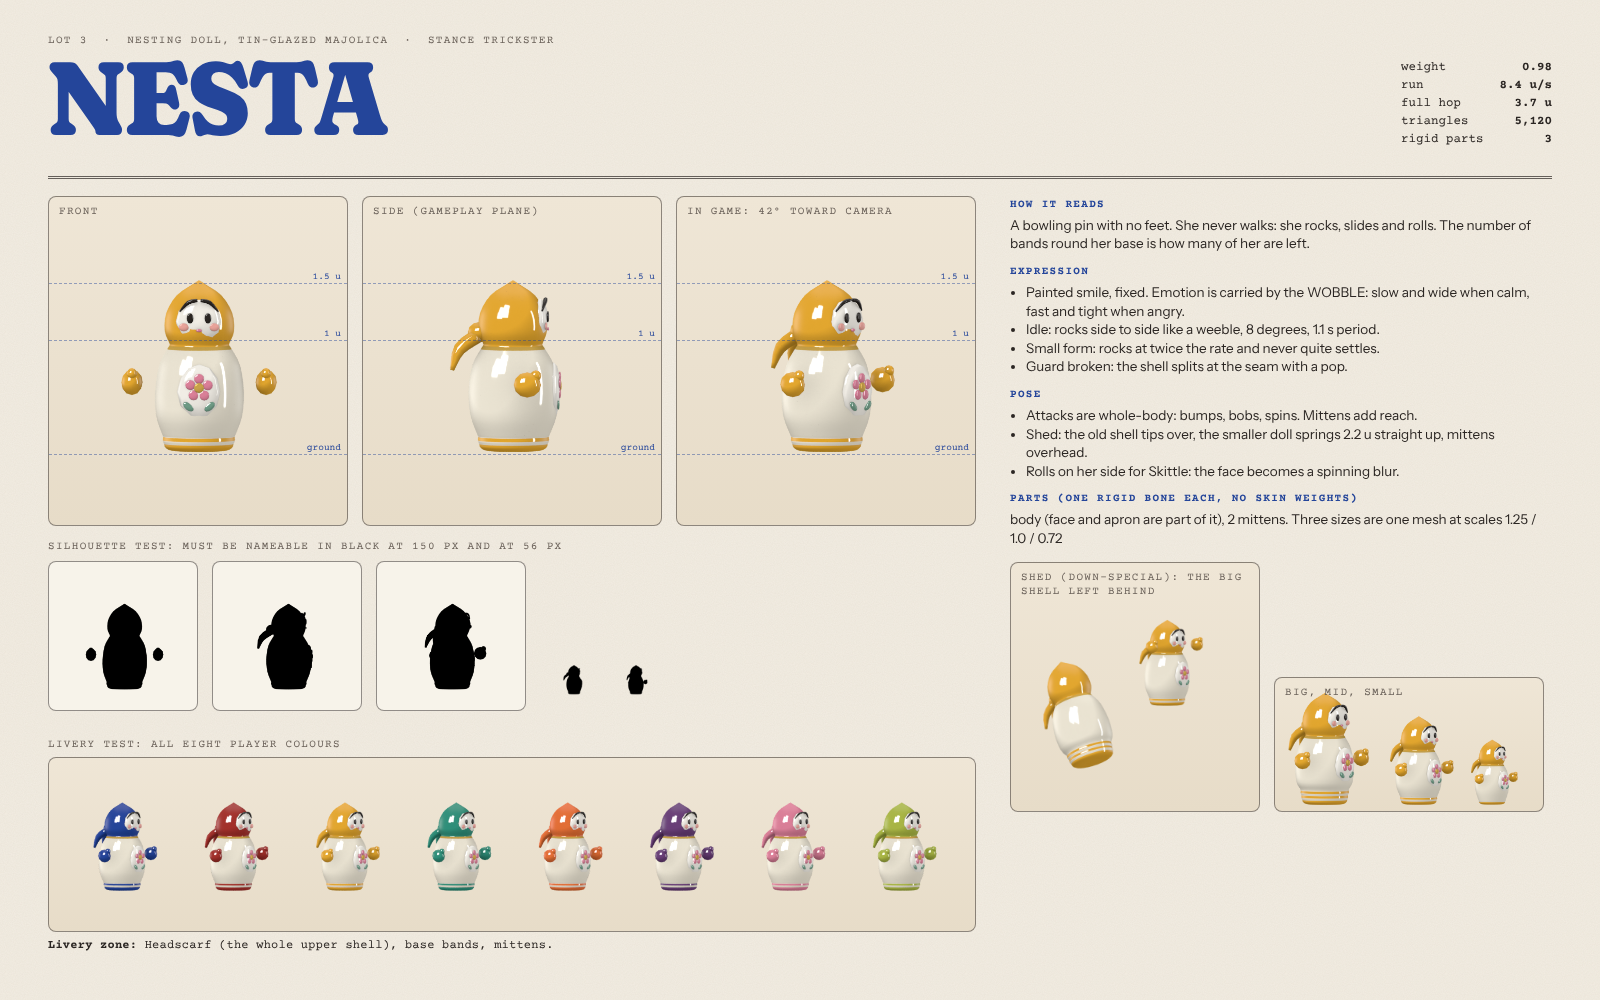 LOT 3 · NESTING DOLL, TIN-GLAZED MAJOLICA · STANCE TRICKSTER
NESTA
weight 0.98
run 8.4 u/s
full hop 3.7 u
triangles 5,120
rigid parts 3
FRONT
1.5 u
1 u
ground
SIDE (GAMEPLAY PLANE)
1.5 u
1 u
ground
IN GAME: 42° TOWARD CAMERA
1.5 u
1 u
ground
SILHOUETTE TEST: MUST BE NAMEABLE IN BLACK AT 150 PX AND AT 56 PX
LIVERY TEST: ALL EIGHT PLAYER COLOURS
Livery zone: Headscarf (the whole upper shell), base bands, mittens.
HOW IT READS
A bowling pin with no feet. She never walks: she rocks, slides and rolls. The number of
bands round her base is how many of her are left.
EXPRESSION
• Painted smile, fixed. Emotion is carried by the WOBBLE: slow and wide when calm,
fast and tight when angry.
• Idle: rocks side to side like a weeble, 8 degrees, 1.1 s period.
• Small form: rocks at twice the rate and never quite settles.
• Guard broken: the shell splits at the seam with a pop.
POSE
• Attacks are whole-body: bumps, bobs, spins. Mittens add reach.
• Shed: the old shell tips over, the smaller doll springs 2.2 u straight up, mittens
overhead.
• Rolls on her side for Skittle: the face becomes a spinning blur.
PARTS (ONE RIGID BONE EACH, NO SKIN WEIGHTS)
body (face and apron are part of it), 2 mittens. Three sizes are one mesh at scales 1.25 /
1.0 / 0.72
SHED (DOWN-SPECIAL): THE BIG
SHELL LEFT BEHIND
BIG, MID, SMALL